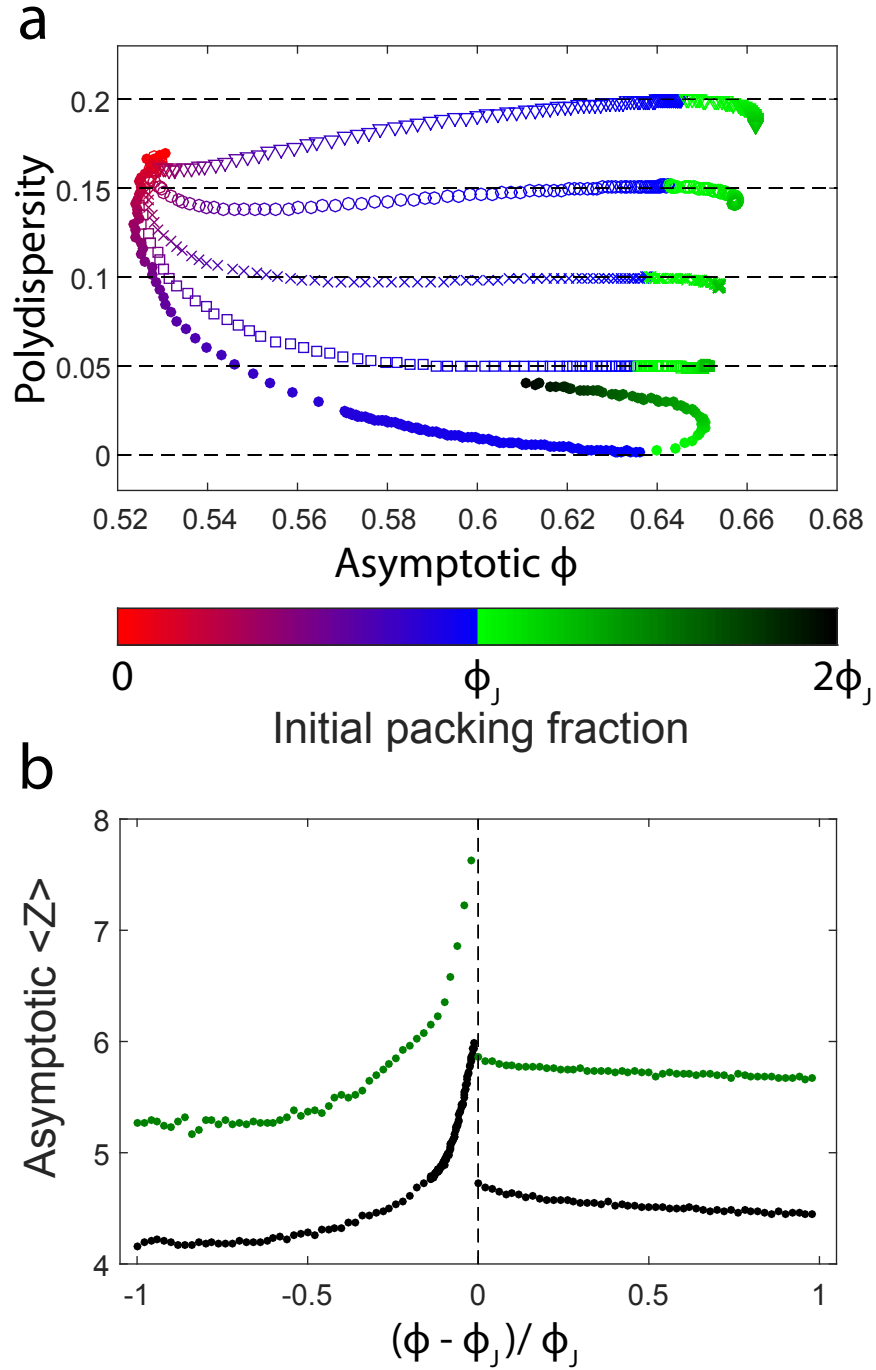 a
0.2
0.15
0.1
0.05
0
Polydispersity
0.52 0.54 0.56 0.58 0.6 0.62 0.64 0.66 0.68
Asymptotic ϕ
0 ϕJ 2ϕJ
Initial packing fraction
b
8
7
6
5
4
Asymptotic <Z>
-1 -0.5 0 0.5 1
(ϕ - ϕJ)/ ϕJ